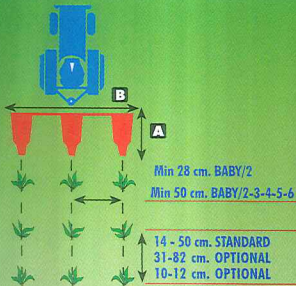 B
A
Min 28 cm. BABY/2
Min 50 cm. BABY/2-3-4-5-6
14 - 50 cm. STANDARD
31-82 cm. OPTIONAL
10-12 cm. OPTIONAL